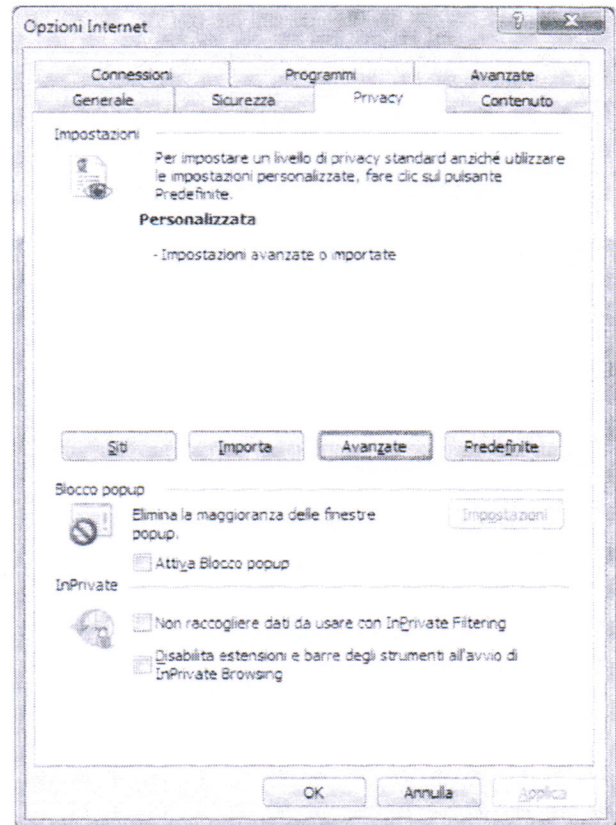 Opzioni Internet
Connessioni Programmi Avanzate
Generale Sicurezza Privacy Contenuto
Impostazioni
Per impostare un livello di privacy standard anziché utilizzare
le impostazioni personalizzate, fare clic sul pulsante
Predefinite.
Personalizzata
- Impostazioni avanzate o importate
Siti Importa Avanzate Predefinite
Blocco popup
Elimina la maggioranza delle finestre
popup.
Impostazioni
Attiva Blocco popup
InPrivate
Non raccogliere dati da usare con InPrivate Filtering
Disabilita estensioni e barre degli strumenti all'avvio di
InPrivate Browsing
OK Annulla Applica